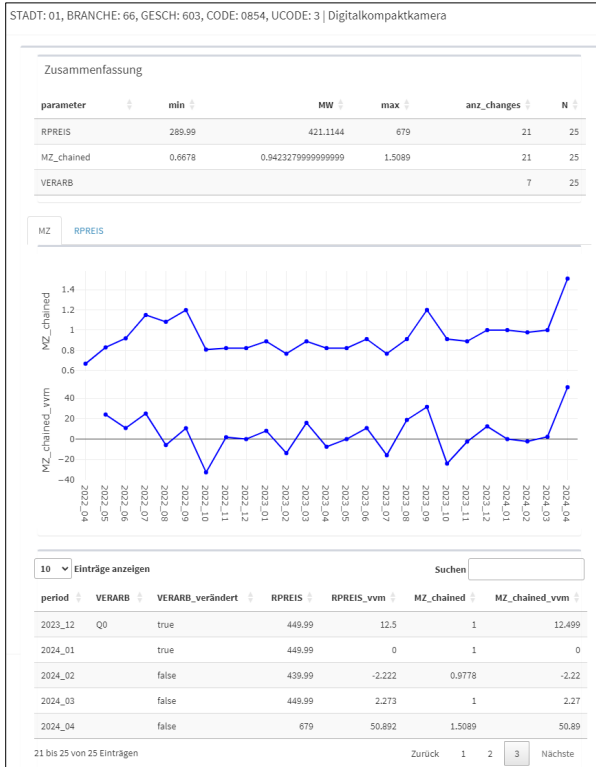 STADT: 01, BRANCHE: 66, GESCH: 603, CODE: 0854, UCODE: 3 | Digitalkompaktkamera
Zusammenfassung
parameter min MW max anz_changes N
RPREIS 289.99 421.1144 679 21 25
MZ_chained 0.6678 0.9423279999999999 1.5089 21 25
VERARB 7 25
MZ RPREIS
MZ_chained
1.4
1.2
1
0.8
0.6
MZ_chained_vvm
40
20
0
−20
−40
2022_04 2022_05 2022_06 2022_07 2022_08 2022_09 2022_10 2022_11 2022_12 2023_01 2023_02 2023_03 2023_04 2023_05 2023_06 2023_07 2023_08 2023_09 2023_10 2023_11 2023_12 2024_01 2024_02 2024_03 2024_04
10 Einträge anzeigen Suchen
period VERARB VERARB_verändert RPREIS RPREIS_vvm MZ_chained MZ_chained_vvm
2023_12 Q0 true 449.99 12.5 1 12.499
2024_01 true 449.99 0 1 0
2024_02 false 439.99 -2.222 0.9778 -2.22
2024_03 false 449.99 2.273 1 2.27
2024_04 false 679 50.892 1.5089 50.89
21 bis 25 von 25 Einträgen Zurück 1 2 3 Nächste